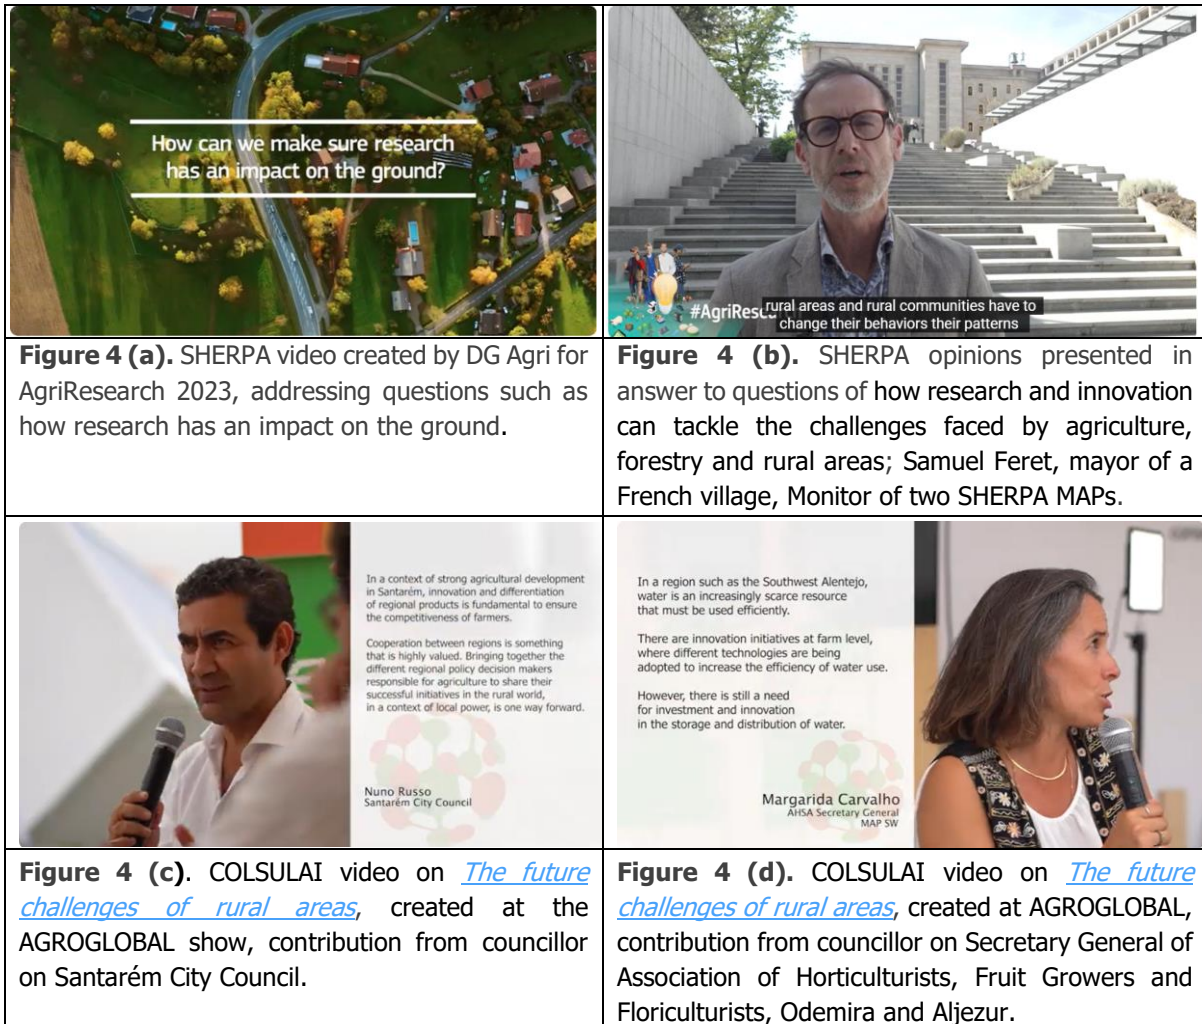 How can we make sure research
has an impact on the ground?
#AgriResea
rural areas and rural communities have to
change their behaviors their patterns
Figure 4 (a). SHERPA video created by DG Agri for
AgriResearch 2023, addressing questions such as
how research has an impact on the ground.
Figure 4 (b). SHERPA opinions presented in
answer to questions of how research and innovation
can tackle the challenges faced by agriculture,
forestry and rural areas; Samuel Feret, mayor of a
French village, Monitor of two SHERPA MAPs.
In a context of strong agricultural development
in Santarém, innovation and differentiation
of regional products is fundamental to ensure
the competitiveness of farmers.
Cooperation between regions is something
that is highly valued. Bringing together the
different regional policy decision makers
responsible for agriculture to share their
successful initiatives in the rural world,
in a context of local power, is one way forward.
Nuno Russo
Santarém City Council
In a region such as the Southwest Alentejo,
water is an increasingly scarce resource
that must be used efficiently.
There are innovation initiatives at farm level,
where different technologies are being
adopted to increase the efficiency of water use.
However, there is still a need
for investment and innovation
in the storage and distribution of water.
Margarida Carvalho
AHSA Secretary General
MAP SW
Figure 4 (c). COLSULAI video on The future
challenges of rural areas, created at the
AGROGLOBAL show, contribution from councillor
on Santarém City Council.
Figure 4 (d). COLSULAI video on The future
challenges of rural areas, created at AGROGLOBAL,
contribution from councillor on Secretary General of
Association of Horticulturists, Fruit Growers and
Floriculturists, Odemira and Aljezur.